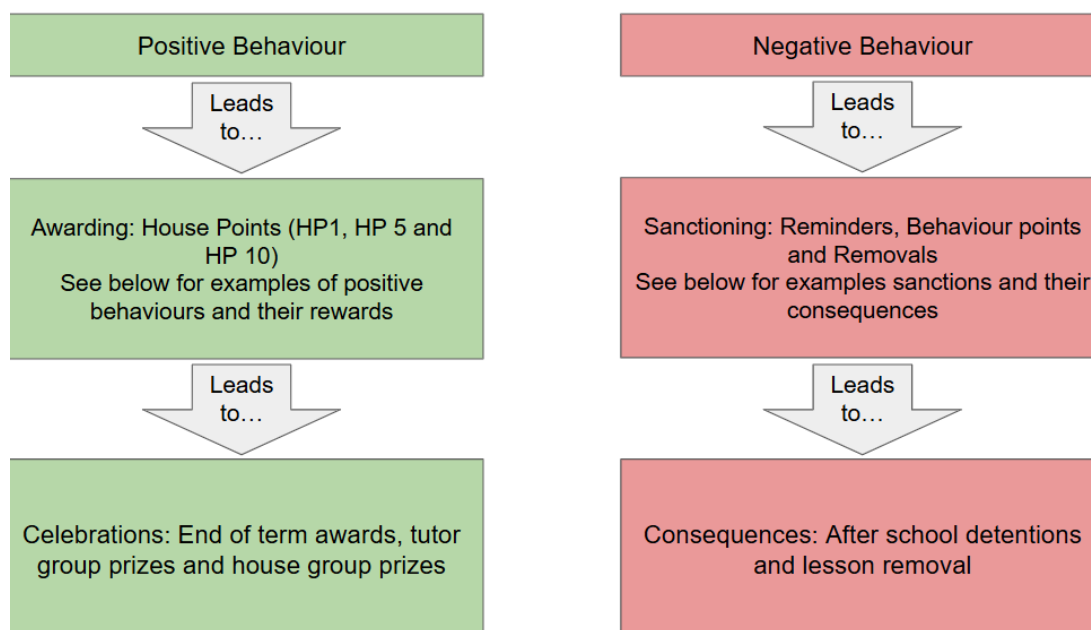 Positive Behaviour
Leads
to…
Awarding: House Points (HP1, HP 5 and
HP 10)
See below for examples of positive
behaviours and their rewards
Leads
to…
Celebrations: End of term awards, tutor
group prizes and house group prizes
Negative Behaviour
Leads
to…
Sanctioning: Reminders, Behaviour points
and Removals
See below for examples sanctions and their
consequences
Leads
to…
Consequences: After school detentions
and lesson removal